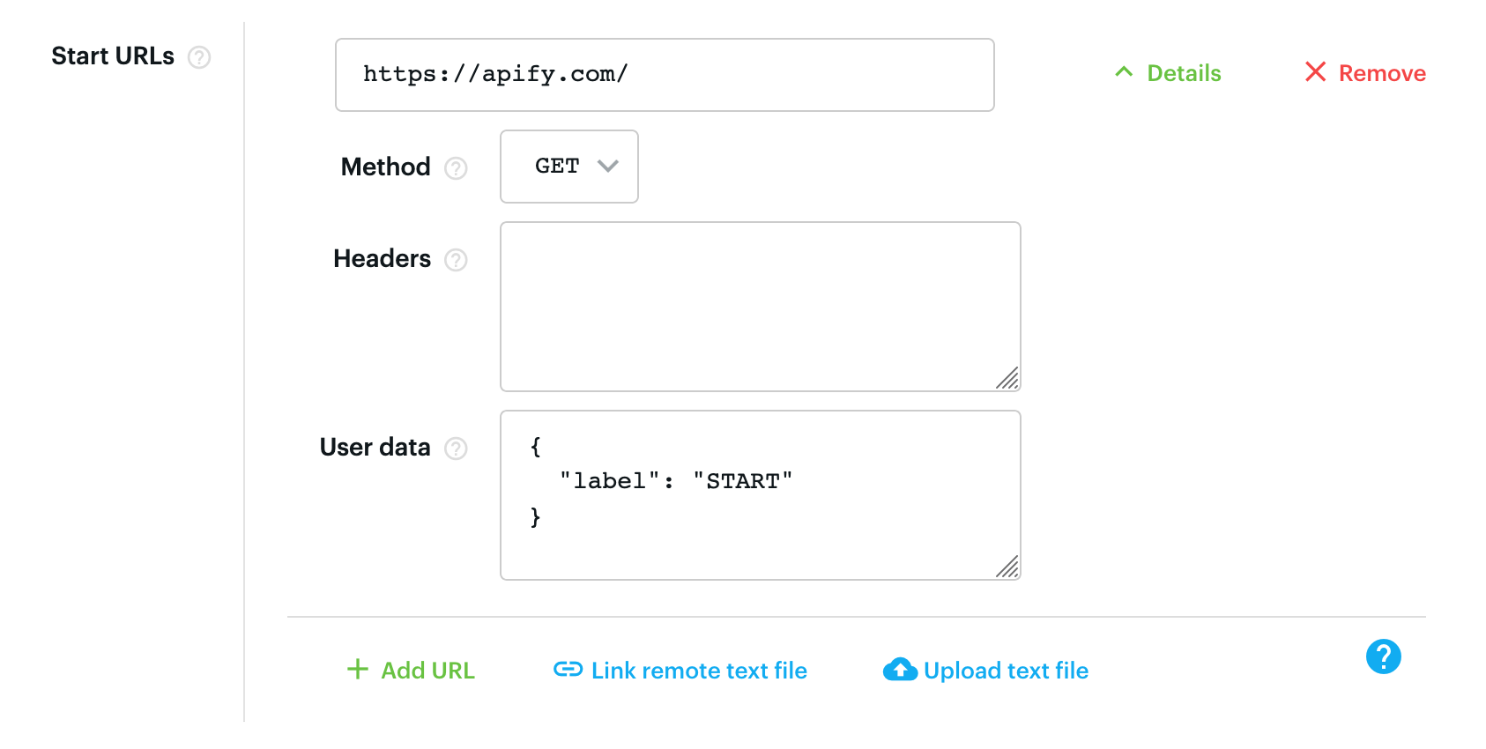 Start URLs ?
https://apify.com/
Details
Remove
Method ?
GET
Headers ?
User data ?
{
  "label": "START"
}
Add URL
Link remote text file
Upload text file
?